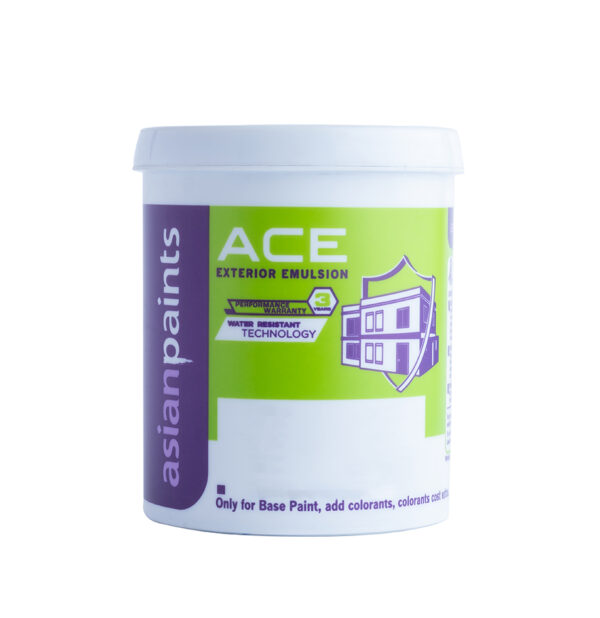 asianpaints
ACE
EXTERIOR EMULSION
PERFORMANCE
WARRANTY
3
YEARS
WATER RESISTANT
TECHNOLOGY
Only for Base Paint, add colorants, colorants cost